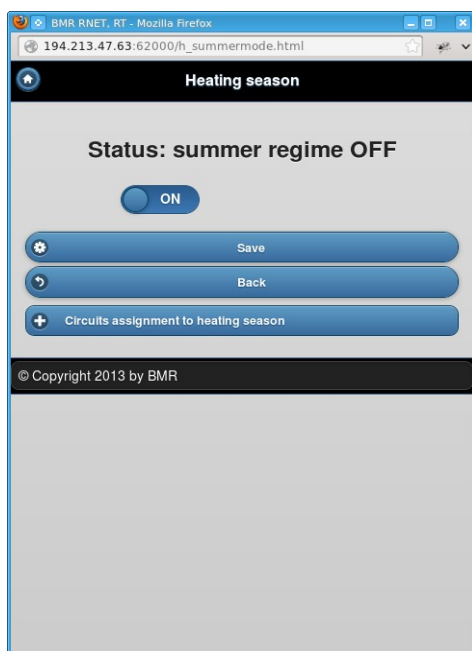 BMR RNET, RT - Mozilla Firefox
194.213.47.63:62000/h_summermode.html
Heating season
Status: summer regime OFF
ON
Save
Back
Circuits assignment to heating season
© Copyright 2013 by BMR